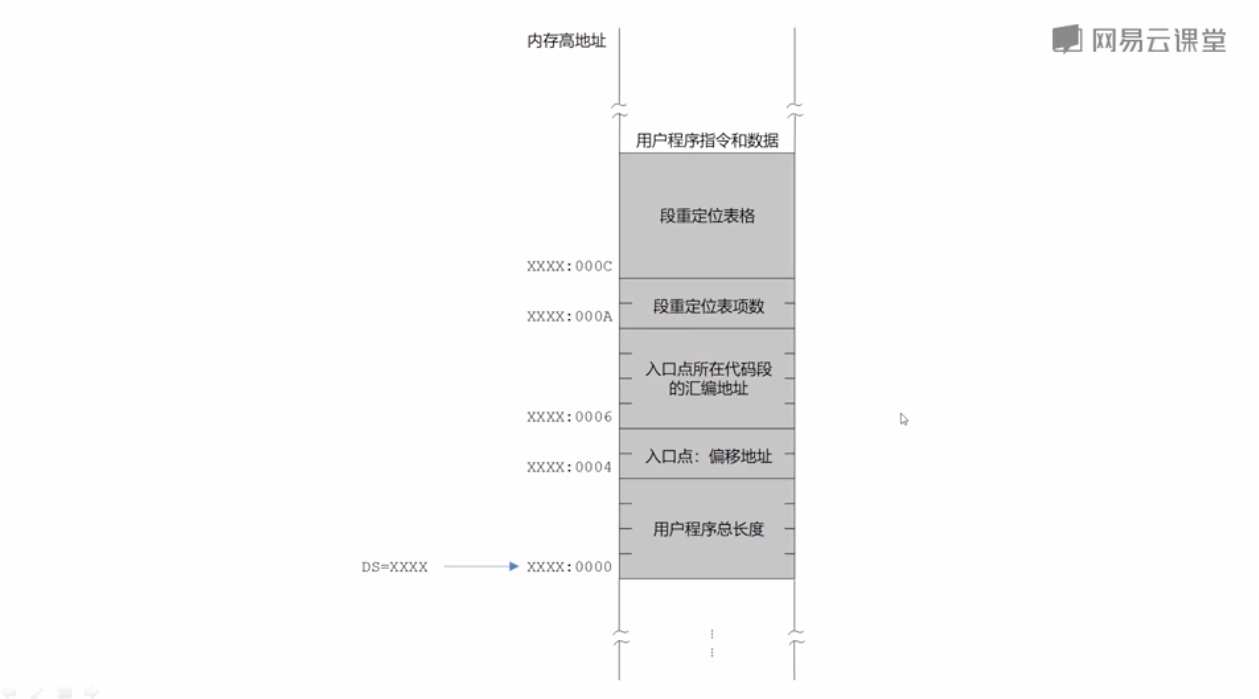 网易云课堂
内存高地址
用户程序指令和数据
段重定位表格
XXXX:000C
段重定位表项数
XXXX:000A
入口点所在代码段
的汇编地址
XXXX:0006
入口点：偏移地址
XXXX:0004
用户程序总长度
DS=XXXX
XXXX:0000